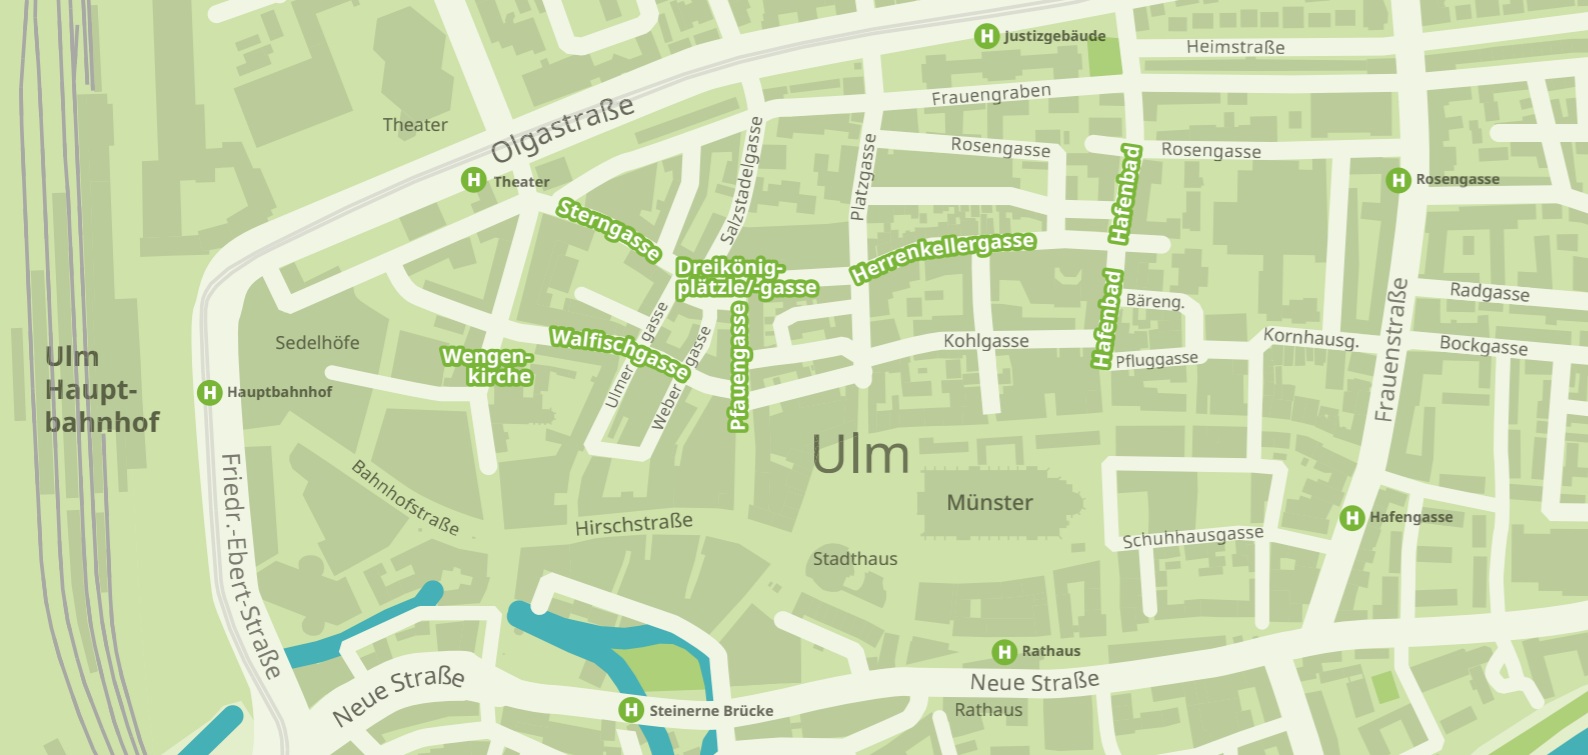 H Justizgebäude
Heimstraße
Frauengraben
Olgastraße
Theater
H Theater
Salzstadelgasse
Platzgasse
Rosengasse
Hafenbad
Rosengasse
H Rosengasse
Sterngasse
Herrenkellergasse
Dreikönig-
plätzle/-gasse
Hafenbad
Bäreng.
Radgasse
Frauenstraße
Sedelhöfe
Wengen-
kirche
Walfischgasse
Ulmer gasse
Weber gasse
Pfauengasse
Kohlgasse
Pfluggasse
Kornhausg.
Bockgasse
Ulm
Haupt-
bahnhof
H Hauptbahnhof
Ulm
Münster
Friedr.-Ebert-Straße
Bahnhofstraße
Hirschstraße
Stadthaus
Schuhhausgasse
H Hafengasse
H Rathaus
Neue Straße
Neue Straße
H Steinerne Brücke
Rathaus